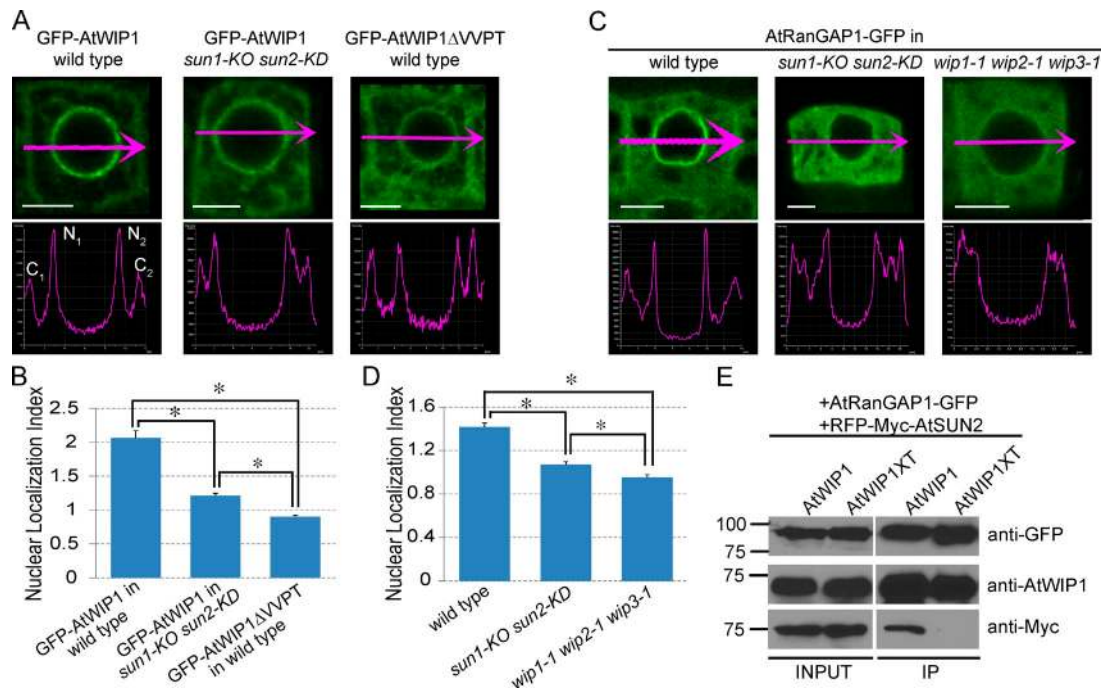 A
GFP-AtWIP1
wild type
GFP-AtWIP1
sun1-KO sun2-KD
GFP-AtWIP1ΔVVPT
wild type
N1
N2
C1
C2
B
Nuclear Localization Index
2.5
2
1.5
1
0.5
0
*
*
*
GFP-AtWIP1 in
wild type
GFP-AtWIP1 in
sun1-KO sun2-KD
GFP-AtWIP1ΔVVPT
in wild type
C
AtRanGAP1-GFP in
wild type
sun1-KO sun2-KD
wip1-1 wip2-1 wip3-1
D
Nuclear Localization Index
1.6
1.2
0.8
0.4
0
*
*
*
wild type
sun1-KO sun2-KD
wip1-1 wip2-1 wip3-1
E
+AtRanGAP1-GFP
+RFP-Myc-AtSUN2
AtWIP1
AtWIP1XT
AtWIP1
AtWIP1XT
100
75
anti-GFP
75
anti-AtWIP1
75
anti-Myc
INPUT
IP